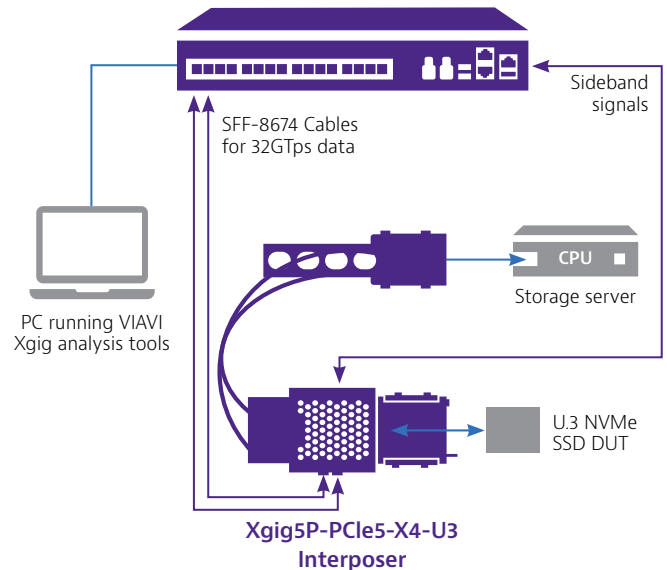 Sideband
signals
SFF-8674 Cables
for 32GTps data
CPU
Storage server
PC running VIAVI
Xgig analysis tools
U.3 NVMe
SSD DUT
Xgig5P-PCIe5-X4-U3
Interposer